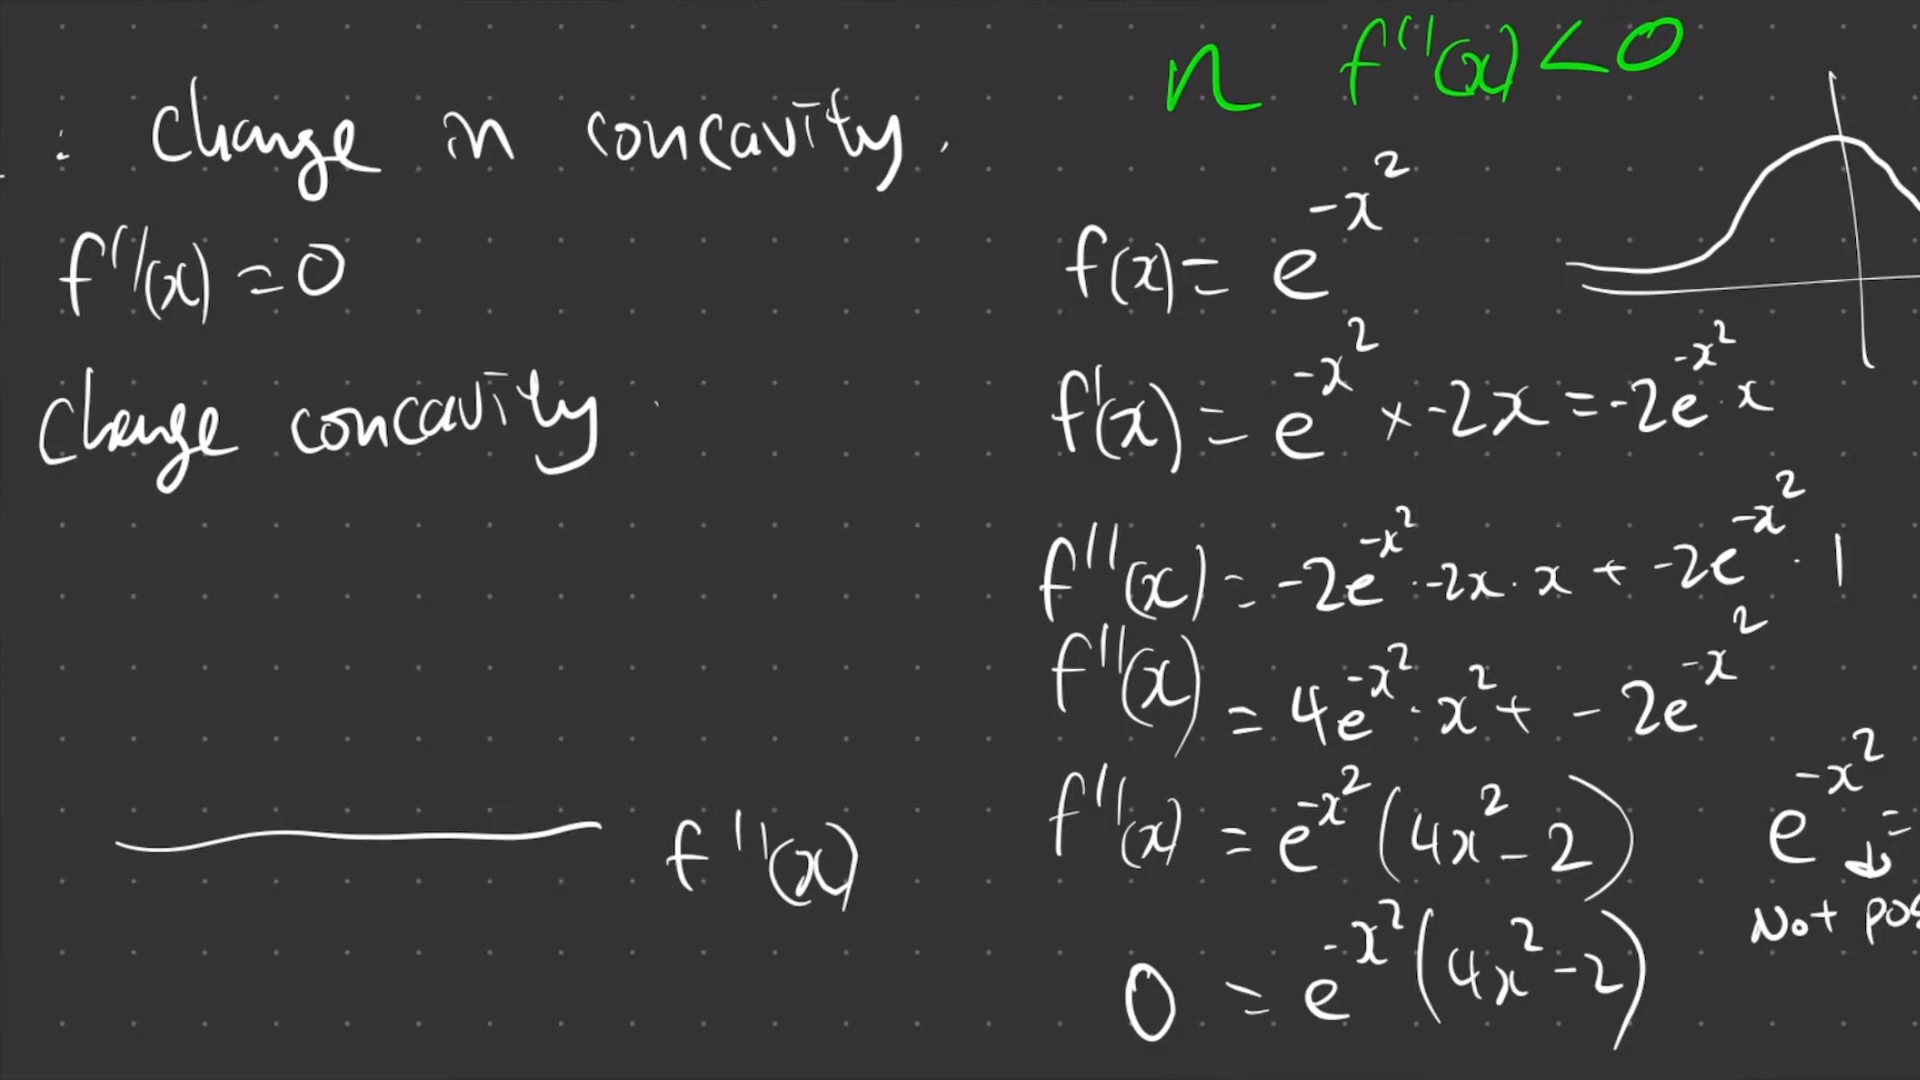 : Change in concavity.
f''(x) = 0
Change concavity
f''(x)
n f''(x) < 0
f(x) = e^{-x^2}
f'(x) = e^{-x^2} × -2x = -2e^{-x^2} · x
f''(x) = -2e^{-x^2} · -2x · x + -2e^{-x^2} · 1
f''(x) = 4e^{-x^2} · x^2 + - 2e^{-x^2}
f''(x) = e^{-x^2} (4x^2 - 2)
0 = e^{-x^2} (4x^2 - 2)
e^{-x^2} =
Not